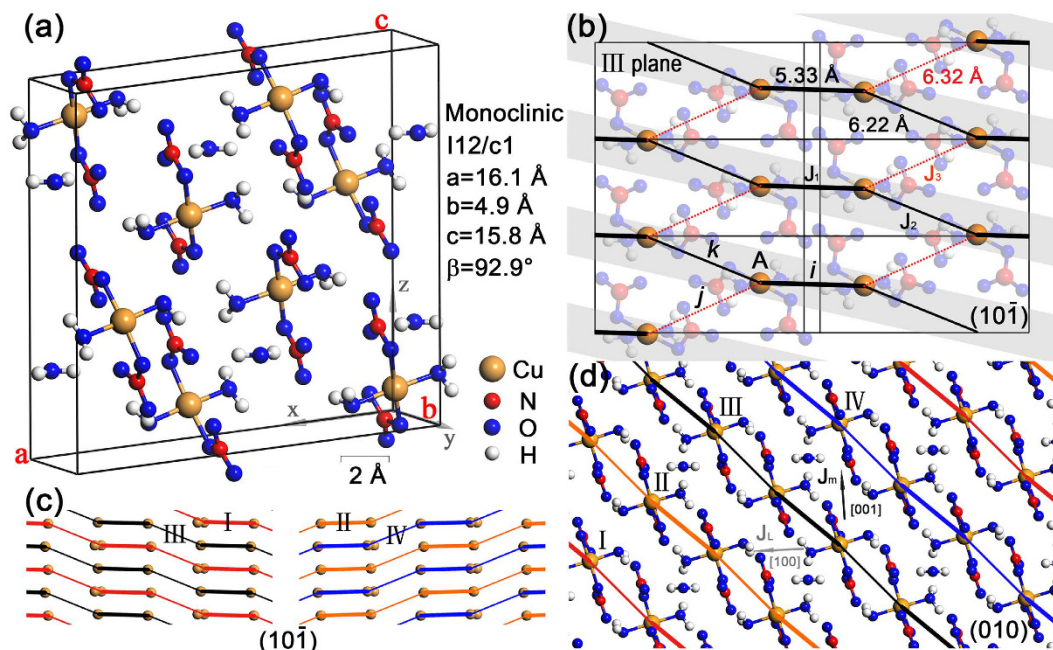 (a)
c
Monoclinic
I12/c1
a=16.1 Å
b=4.9 Å
c=15.8 Å
β=92.9°
z
x
b
y
a
2 Å
Cu
N
O
H
(b)
III plane
5.33 Å
6.32 Å
6.22 Å
J1
J3
J2
k
A
i
j
(101̄)
(c)
III
I
II
IV
(101̄)
(d)
III
IV
II
Jm
[001]
I
JL
[100]
(010)